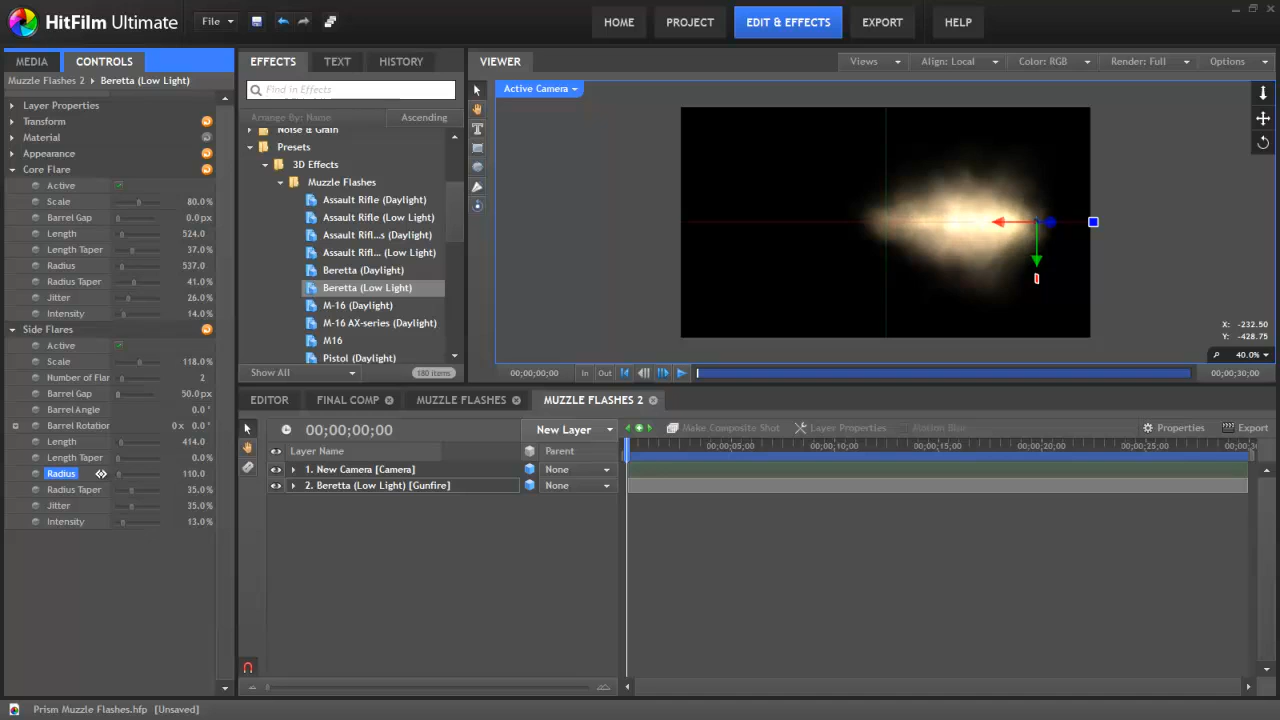 HitFilm Ultimate
File
HOME
PROJECT
EDIT & EFFECTS
EXPORT
HELP
MEDIA
CONTROLS
Muzzle Flashes 2
Beretta (Low Light)
Layer Properties
Transform
Material
Appearance
Core Flare
Active
Scale 80.0%
Barrel Gap 0.0px
Length 524.0
Length Taper 37.0%
Radius 537.0
Radius Taper 41.0%
Jitter 26.0%
Intensity 14.0%
Side Flares
Active
Scale 118.0%
Number of Flar 2
Barrel Gap 50.0px
Barrel Angle 0.0°
Barrel Rotation 0 x 0.0°
Length 414.0
Length Taper 0.0%
Radius 110.0
Radius Taper 35.0%
Jitter 35.0%
Intensity 13.0%
EFFECTS
TEXT
HISTORY
Find in Effects
Arrange By: Name
Ascending
Noise & Grain
Presets
3D Effects
Muzzle Flashes
Assault Rifle (Daylight)
Assault Rifle (Low Light)
Assault Rifl...s (Daylight)
Assault Rifl... (Low Light)
Beretta (Daylight)
Beretta (Low Light)
M-16 (Daylight)
M-16 AX-series (Daylight)
M16
Pistol (Daylight)
Show All
180 items
VIEWER
Views
Align: Local
Color: RGB
Render: Full
Options
Active Camera
X: -232.50
Y: -428.75
40.0%
00;00;00;00
In
Out
00;00;30;00
EDITOR
FINAL COMP
MUZZLE FLASHES
MUZZLE FLASHES 2
00;00;00;00
New Layer
Make Composite Shot
Layer Properties
Motion Blur
Properties
Export
Layer Name
Parent
00;00;05;00
00;00;10;00
00;00;15;00
00;00;20;00
00;00;25;00
1. New Camera [Camera]
None
2. Beretta (Low Light) [Gunfire]
None
Prism Muzzle Flashes.hfp
[Unsaved]